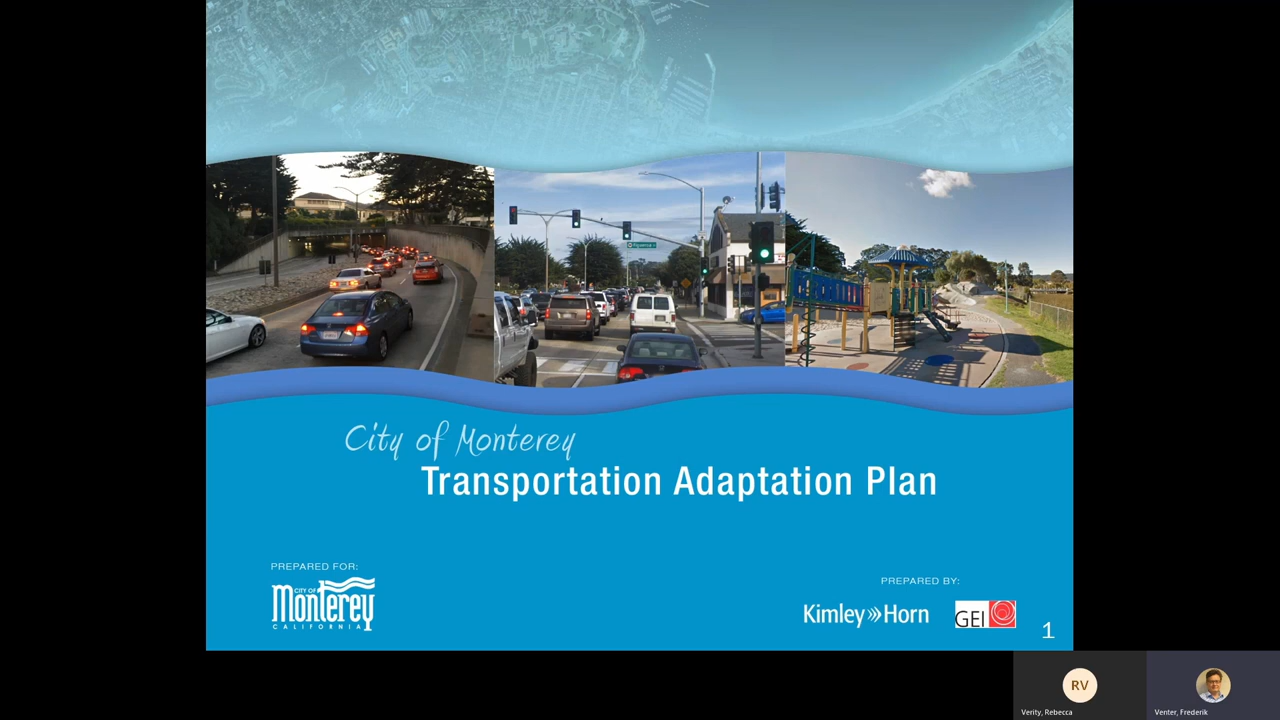 City of Monterey
Transportation Adaptation Plan
PREPARED FOR:
CITY OF
Monterey
CALIFORNIA
PREPARED BY:
Kimley»Horn
GEI
1
RV
Verity, Rebecca
Venter, Frederik